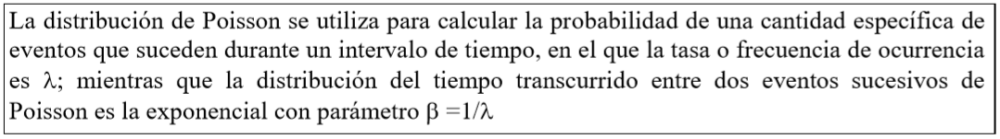 La distribución de Poisson se utiliza para calcular la probabilidad de una cantidad específica de
eventos que suceden durante un intervalo de tiempo, en el que la tasa o frecuencia de ocurrencia
es λ; mientras que la distribución del tiempo transcurrido entre dos eventos sucesivos de
Poisson es la exponencial con parámetro β =1/λ